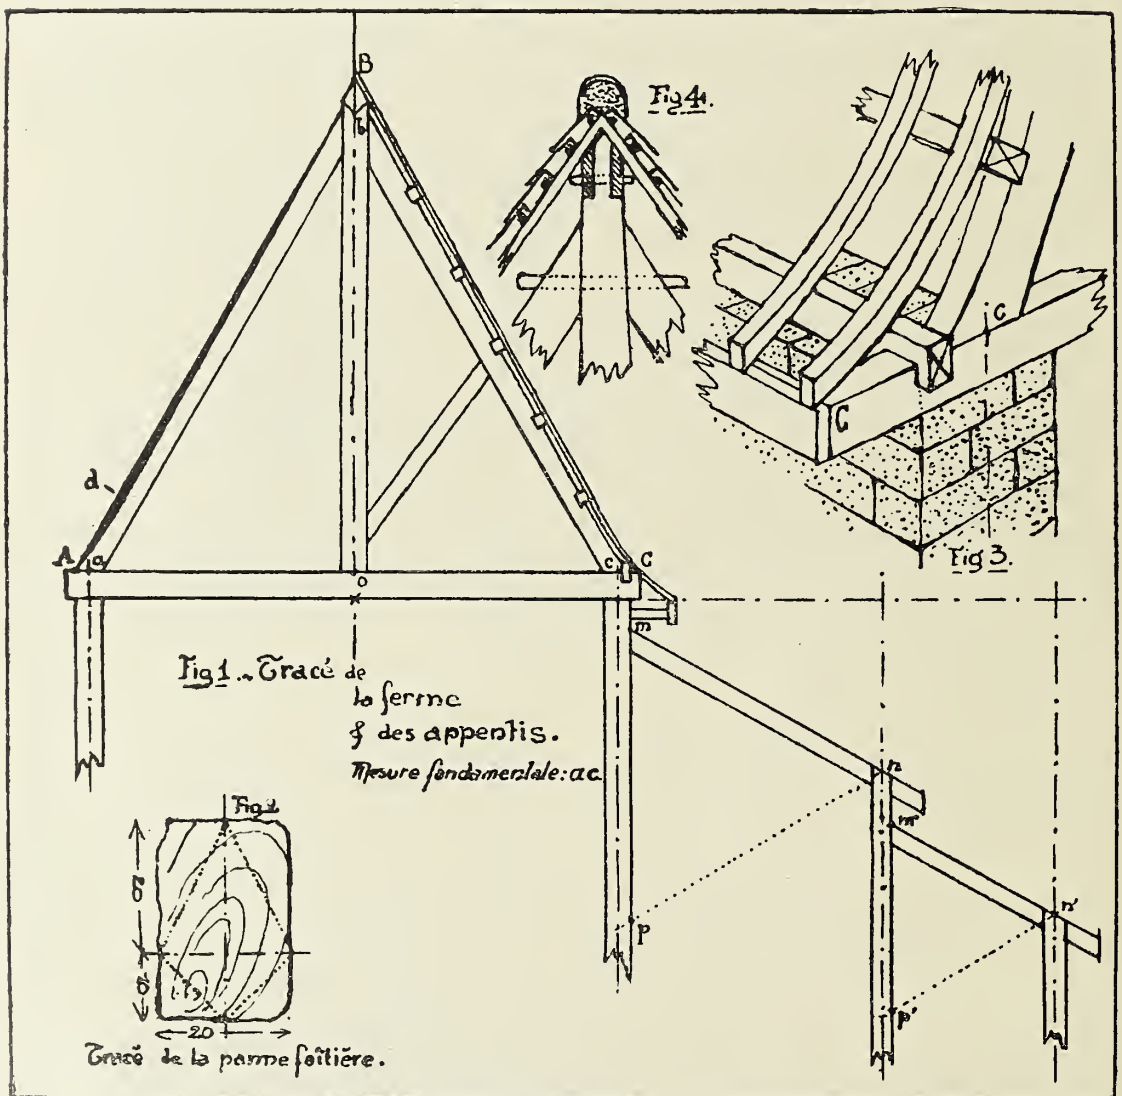 B
b
Fig 4.
C
C
Fig 3.
d
A
a
o
c
C
m
Fig 1.~ Tracé de
la ferme
& des appentis.
Mesure fondamentale: ac
n
m'
n'
p
p'
Fig 2
20
Tracé de la panne faîtière.